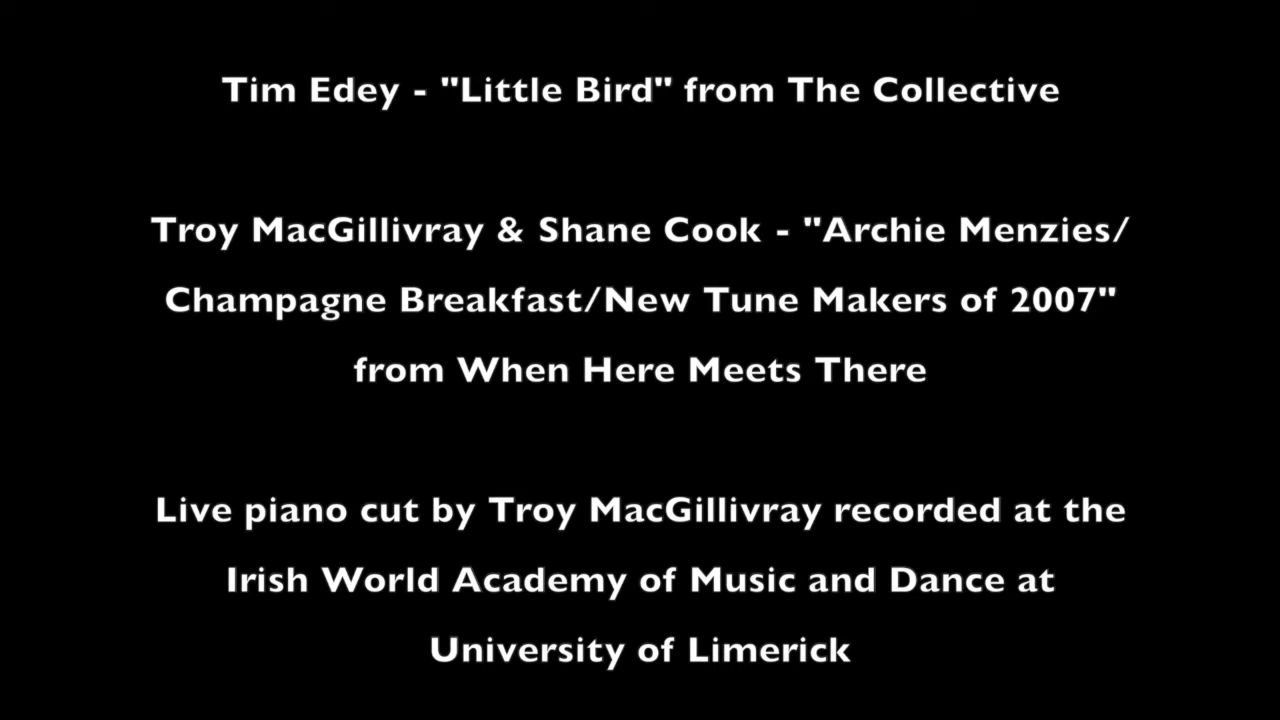 Tim Edey - "Little Bird" from The Collective
Troy MacGillivray & Shane Cook - "Archie Menzies/
Champagne Breakfast/New Tune Makers of 2007"
from When Here Meets There
Live piano cut by Troy MacGillivray recorded at the
Irish World Academy of Music and Dance at
University of Limerick